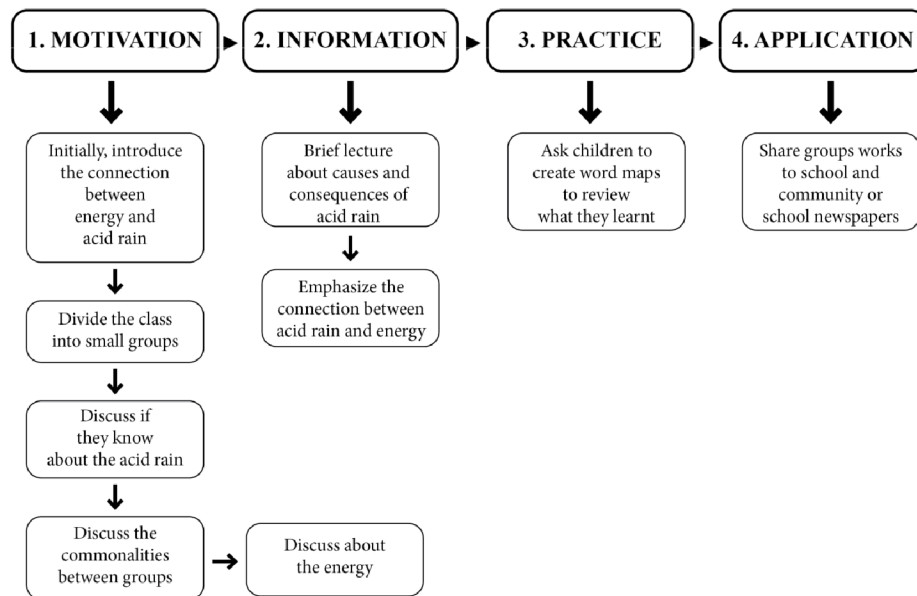 1. MOTIVATION
2. INFORMATION
3. PRACTICE
4. APPLICATION
Initially, introduce
the connection
between
energy and
acid rain
Divide the class
into small groups
Discuss if
they know
about the acid rain
Discuss the
commonalities
between groups
Discuss about
the energy
Brief lecture
about causes and
consequences of
acid rain
Emphasize the
connection between
acid rain and energy
Ask children to
create word maps
to review
what they learnt
Share groups works
to school and
community or
school newspapers